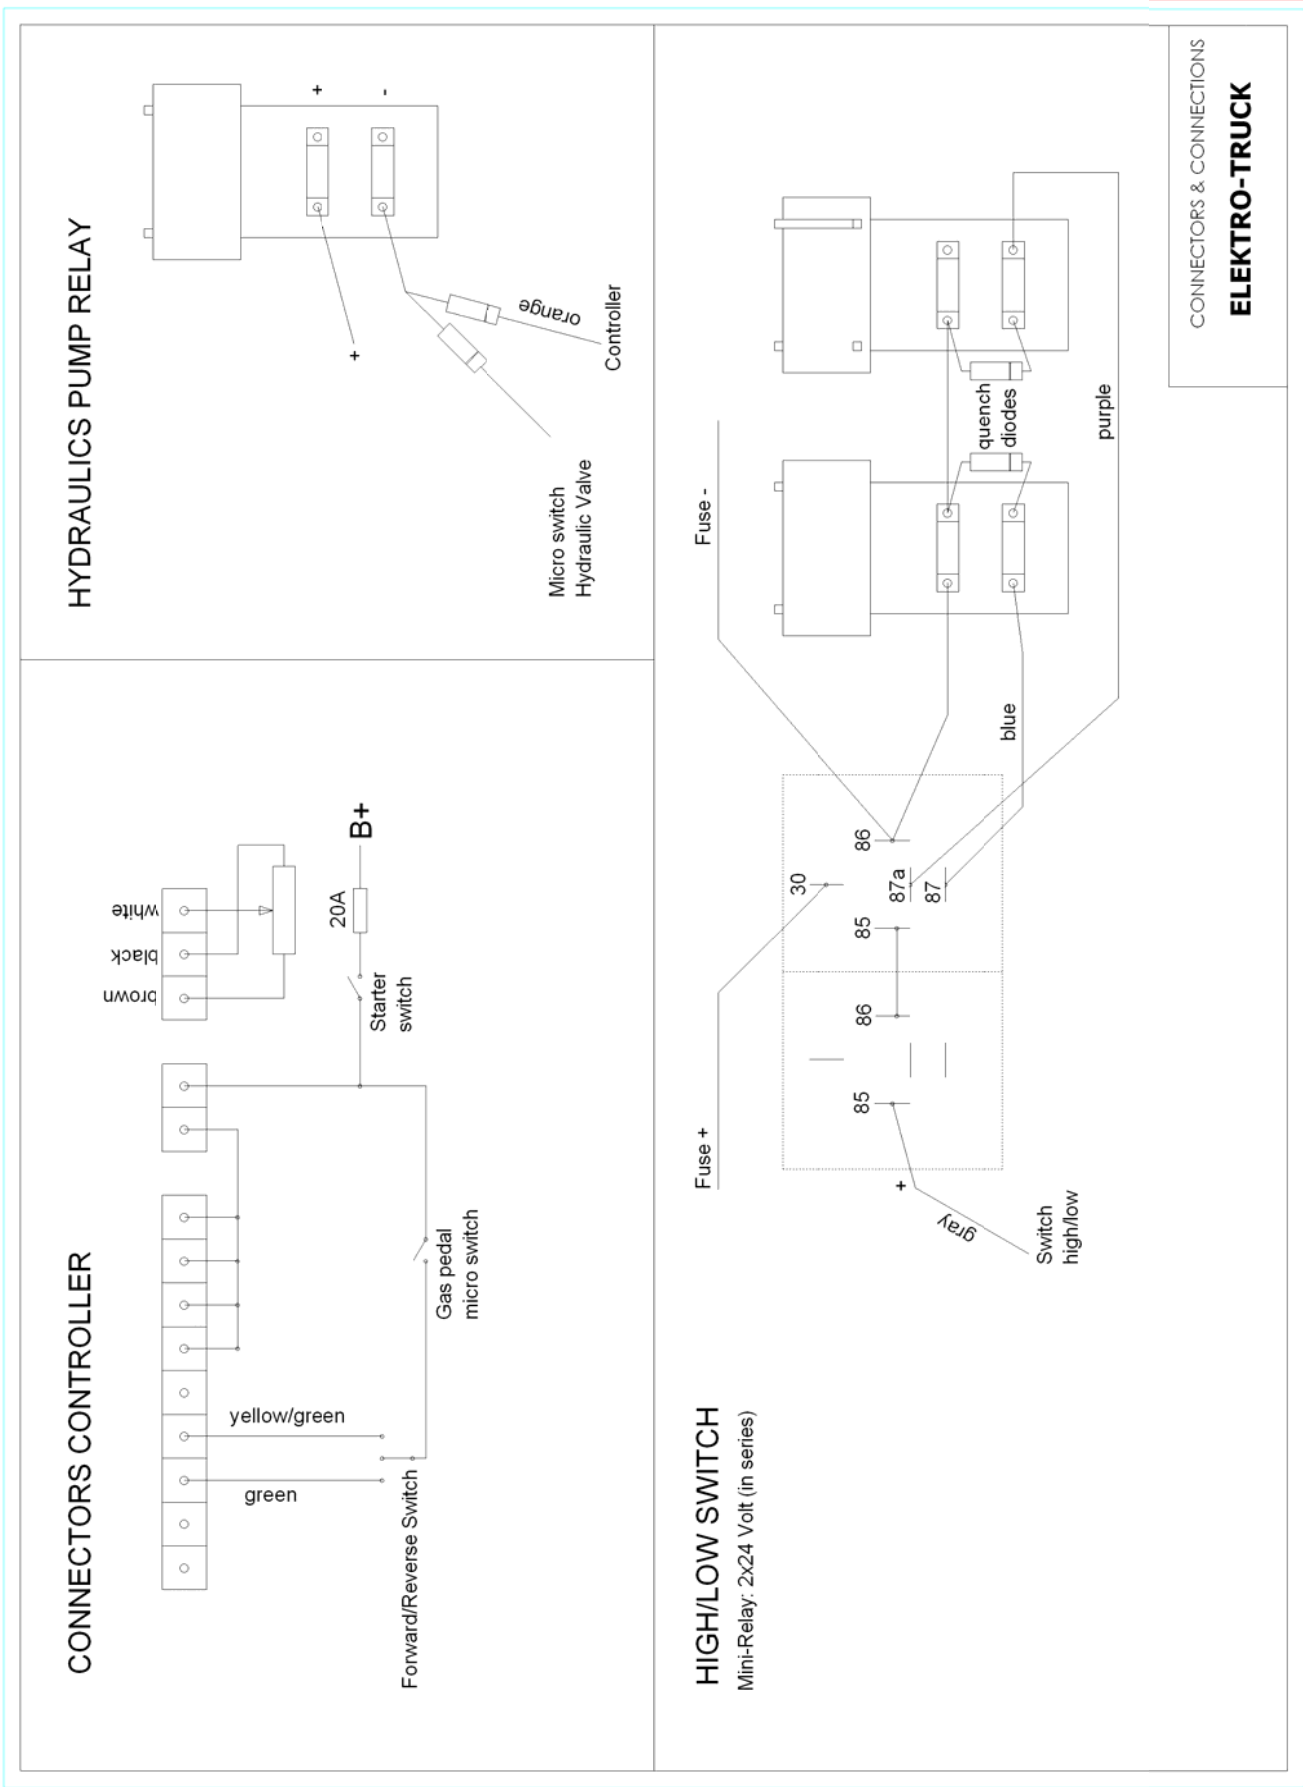 CONNECTORS CONTROLLER
brown
black
white
B+
20A
Starter
switch
Gas pedal
micro switch
yellow/green
green
Forward/Reverse Switch
HYDRAULICS PUMP RELAY
+
-
+
orange
Controller
Micro switch
Hydraulic Valve
HIGH/LOW SWITCH
Mini-Relay: 2x24 Volt (in series)
Fuse +
Fuse -
30
86
87a
87
85
86
85
+
gray
Switch
high/low
blue
purple
quench
diodes
CONNECTORS & CONNECTIONS
ELEKTRO-TRUCK